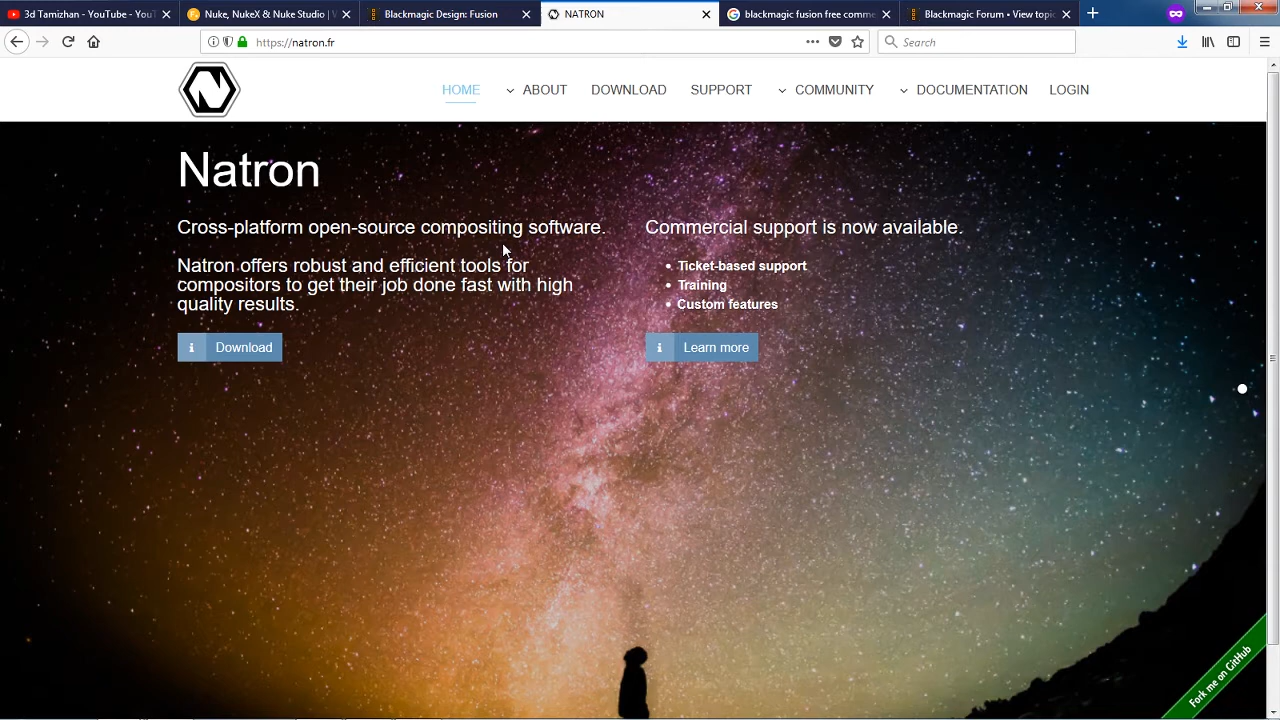 3d Tamizhan - YouTube - YouT
Nuke, NukeX & Nuke Studio | V
Blackmagic Design: Fusion
NATRON
blackmagic fusion free comme
Blackmagic Forum • View topic
https://natron.fr
Search
HOME
ABOUT
DOWNLOAD
SUPPORT
COMMUNITY
DOCUMENTATION
LOGIN
Natron
Cross-platform open-source compositing software.
Natron offers robust and efficient tools for
compositors to get their job done fast with high
quality results.
Download
Commercial support is now available.
Ticket-based support
Training
Custom features
Learn more
Fork me on GitHub